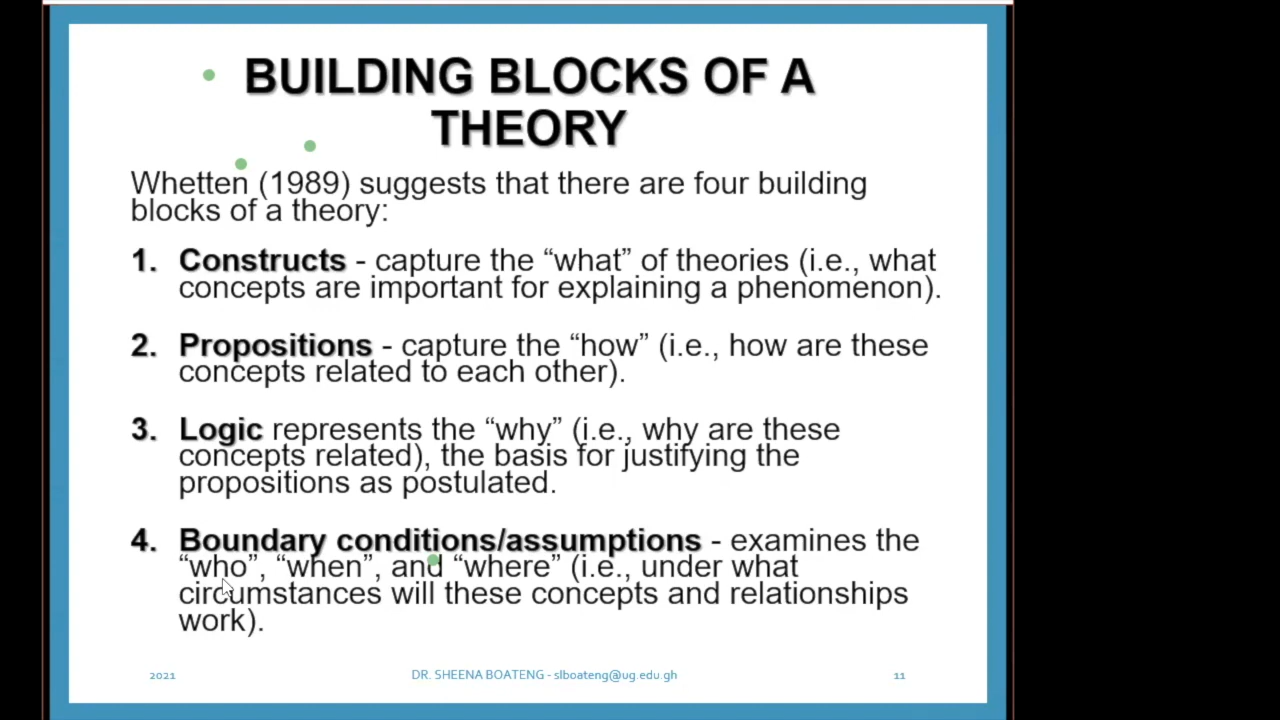 BUILDING BLOCKS OF A
THEORY
Whetten (1989) suggests that there are four building
blocks of a theory:
1. Constructs - capture the “what” of theories (i.e., what
concepts are important for explaining a phenomenon).
2. Propositions - capture the “how” (i.e., how are these
concepts related to each other).
3. Logic represents the “why” (i.e., why are these
concepts related), the basis for justifying the
propositions as postulated.
4. Boundary conditions/assumptions - examines the
“who”, “when”, and “where” (i.e., under what
circumstances will these concepts and relationships
work).
2021 DR. SHEENA BOATENG - slboateng@ug.edu.gh 11